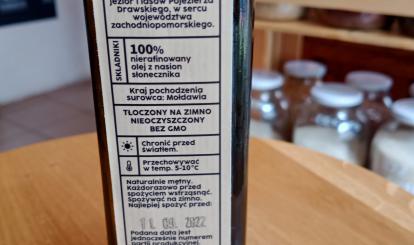 jezior i lasów Pojezierza
Drawskiego, w sercu
województwa
zachodniopomorskiego.
SKŁADNIKI
100%
nierafinowany
olej z nasion
słonecznika
Kraj pochodzenia
surowca: Mołdawia
TŁOCZONY NA ZIMNO
NIEOCZYSZCZONY
BEZ GMO
Chronić przed
światłem.
Przechowywać
w temp. 5-10°C
Naturalnie mętny.
Każdorazowo przed
spożyciem wstrząsnąć.
Spożywać na zimno.
Najlepiej spożyć przed:
11. 09. 2022
Podana data jest
jednocześnie numerem
partii produkcyjnej.